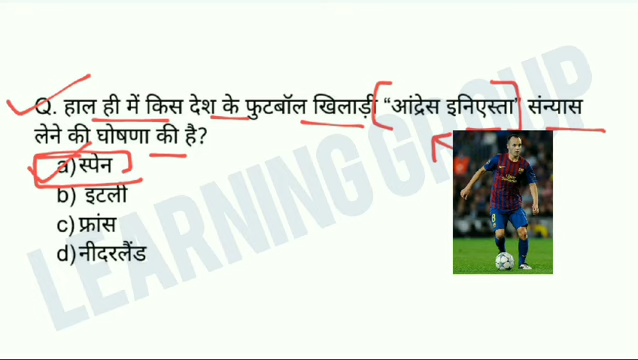 Q. हाल ही में किस देश के फुटबॉल खिलाड़ी “आंद्रेस इनिएस्ता” संन्यास
लेने की घोषणा की है?
a) स्पेन
b) इटली
c) फ्रांस
d) नीदरलैंड
LEARNING GROUP